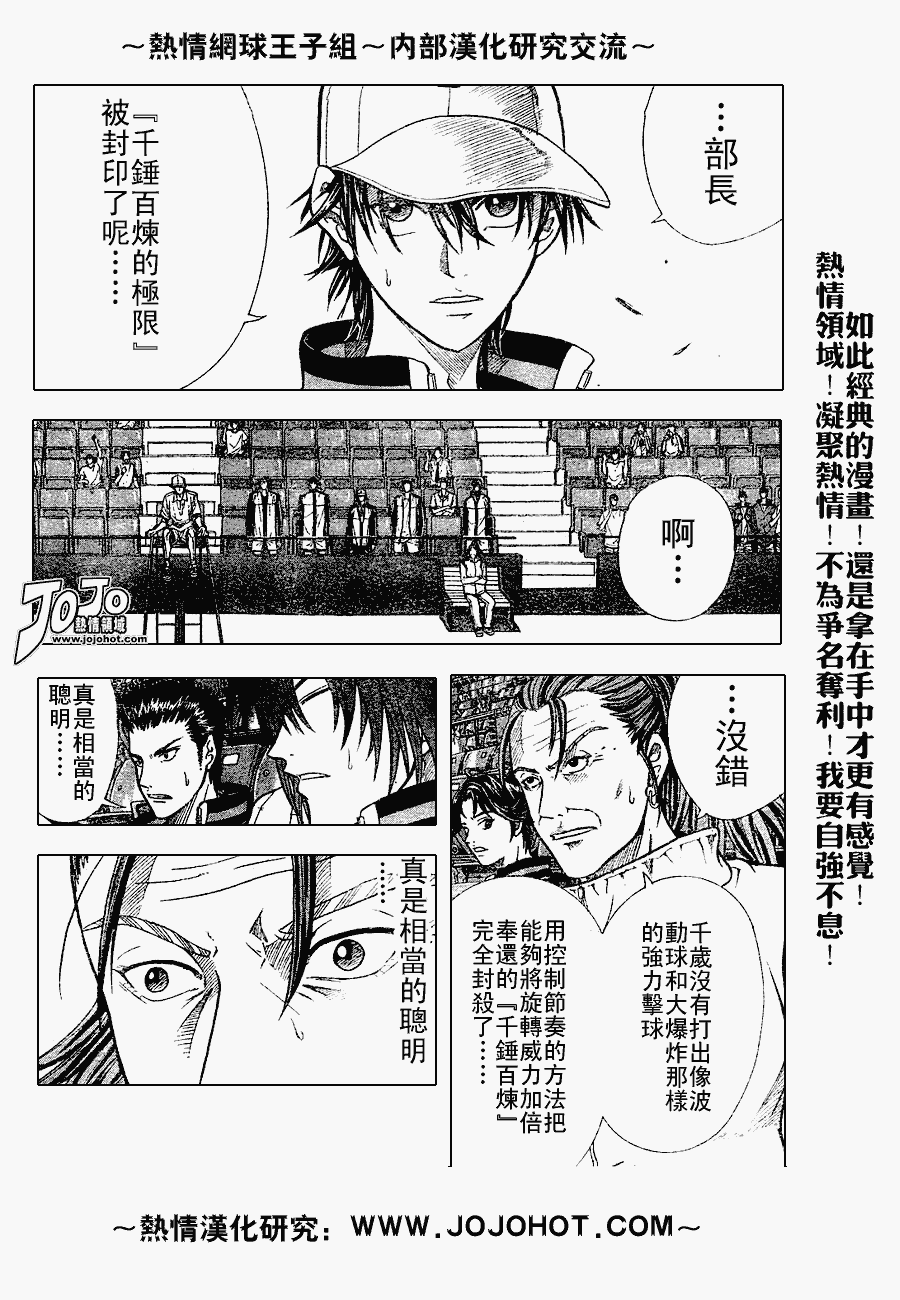 ~熱情網球王子組~内部漢化研究交流~
…部長
『千錘百煉的極限』
被封印了呢……
啊…
JOJO
熱情領域
www.jojohot.com
…沒錯
千歲沒有打出像波
動球和大爆炸那樣
的強力擊球
用控制節奏的方法把
能夠將旋轉威力加倍
奉還的『千錘百煉』
完全封殺了……
真是相當的
聰明……
真是相當的聰明
……
如此經典的漫畫!還是拿在手中才更有感覺!
熱情領域!凝聚熱情!不為爭名奪利!我要自強不息!
~熱情漢化研究:WWW.JOJOHOT.COM~